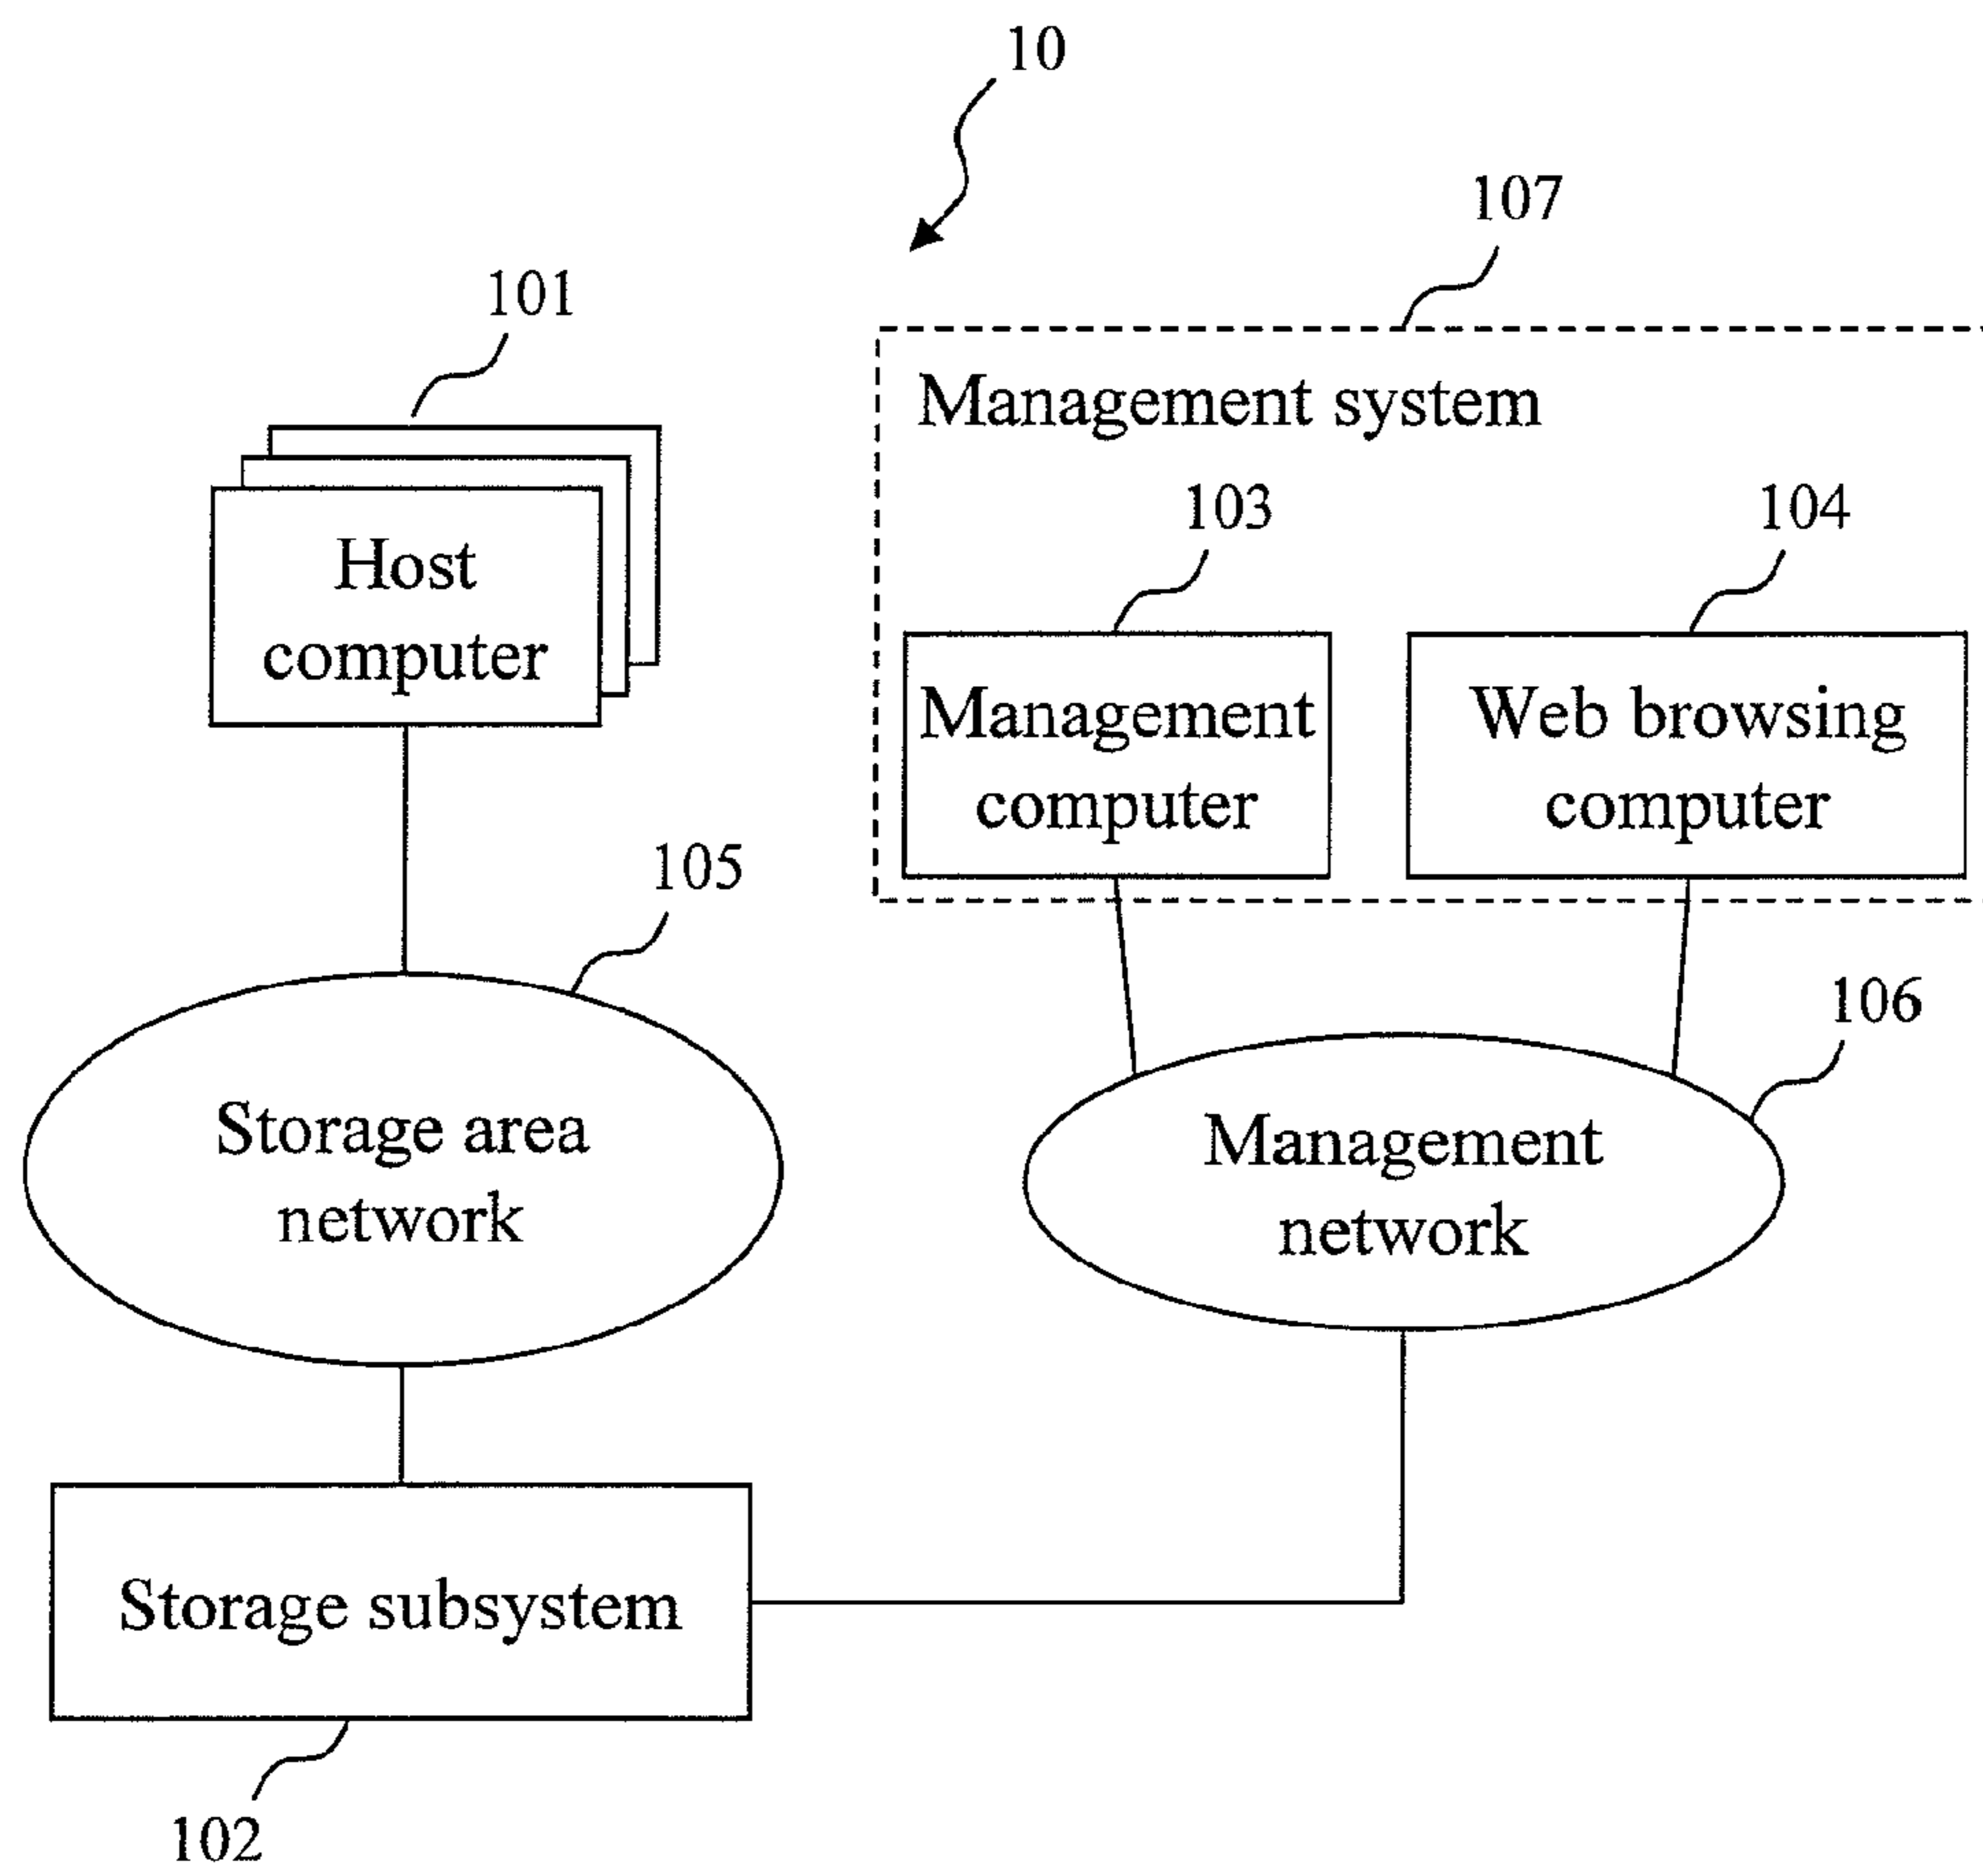 10
107
101
Management system
103
104
Host
computer
Management
computer
Web browsing
computer
105
106
Storage area
network
Management
network
Storage subsystem
102